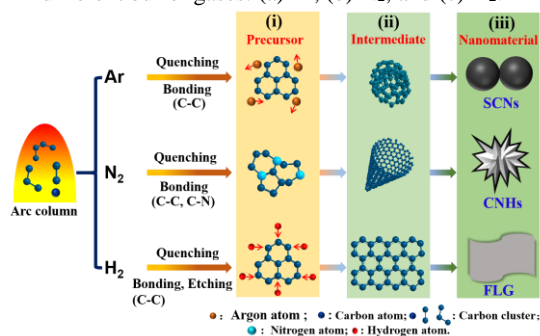 (i)
(ii)
(iii)
Precursor
Intermediate
Nanomaterial
Ar
Quenching
Bonding
(C-C)
SCNs
Arc column
N₂
Quenching
Bonding
(C-C, C-N)
CNHs
H₂
Quenching
Bonding, Etching
(C-C)
FLG
: Argon atom ; : Carbon atom; : Carbon cluster;
: Nitrogen atom; : Hydrogen atom.